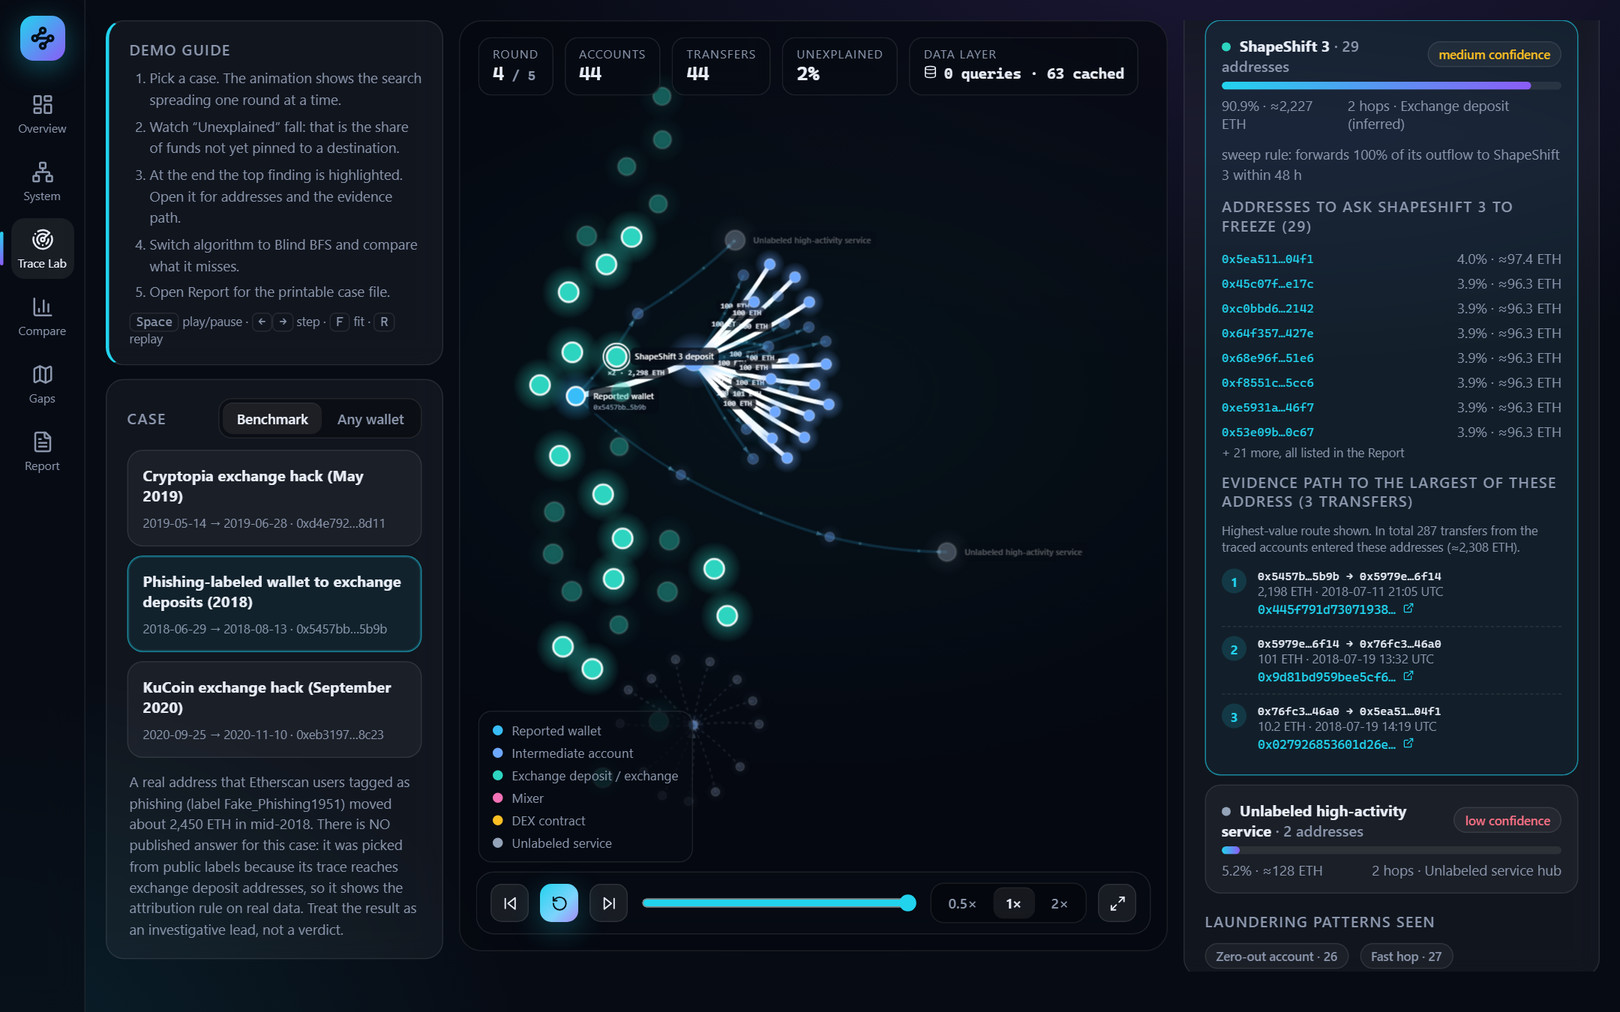 Overview
System
Trace Lab
Compare
Gaps
Report
DEMO GUIDE
1. Pick a case. The animation shows the search
spreading one round at a time.
2. Watch “Unexplained” fall: that is the share
of funds not yet pinned to a destination.
3. At the end the top finding is highlighted.
Open it for addresses and the evidence
path.
4. Switch algorithm to Blind BFS and compare
what it misses.
5. Open Report for the printable case file.
Space play/pause · ← → step · F fit · R
replay
CASE
Benchmark
Any wallet
Cryptopia exchange hack (May
2019)
2019-05-14 → 2019-06-28 · 0xd4e792…8d11
Phishing-labeled wallet to exchange
deposits (2018)
2018-06-29 → 2018-08-13 · 0x5457bb…5b9b
KuCoin exchange hack (September
2020)
2020-09-25 → 2020-11-10 · 0xeb3197…8c23
A real address that Etherscan users tagged as
phishing (label Fake_Phishing1951) moved
about 2,450 ETH in mid-2018. There is NO
published answer for this case: it was picked
from public labels because its trace reaches
exchange deposit addresses, so it shows the
attribution rule on real data. Treat the result as
an investigative lead, not a verdict.
ROUND
4 / 5
ACCOUNTS
44
TRANSFERS
44
UNEXPLAINED
2%
DATA LAYER
0 queries · 63 cached
Unlabeled high-activity service
100 ETH
100 ETH
ShapeShift 3 deposit
×2 · 2,298 ETH
100 ETH
100 ETH
100 ETH
Reported wallet
0x5457bb…5b9b
Unlabeled high-activity service
Reported wallet
Intermediate account
Exchange deposit / exchange
Mixer
DEX contract
Unlabeled service
0.5×
1×
2×
ShapeShift 3 · 29
addresses
medium confidence
90.9% · ≈2,227
ETH
2 hops · Exchange deposit
(inferred)
sweep rule: forwards 100% of its outflow to ShapeShift
3 within 48 h
ADDRESSES TO ASK SHAPESHIFT 3 TO
FREEZE (29)
0x5ea511…04f1 4.0% · ≈97.4 ETH
0x45c07f…e17c 3.9% · ≈96.3 ETH
0xc0bbd6…2142 3.9% · ≈96.3 ETH
0x64f357…427e 3.9% · ≈96.3 ETH
0x68e96f…51e6 3.9% · ≈96.3 ETH
0xf8551c…5cc6 3.9% · ≈96.3 ETH
0xe5931a…46f7 3.9% · ≈96.3 ETH
0x53e09b…0c67 3.9% · ≈96.3 ETH
+ 21 more, all listed in the Report
EVIDENCE PATH TO THE LARGEST OF THESE
ADDRESS (3 TRANSFERS)
Highest-value route shown. In total 287 transfers from the
traced accounts entered these addresses (≈2,308 ETH).
1
0x5457b…5b9b → 0x5979e…6f14
2,198 ETH · 2018-07-11 21:05 UTC
0x445f791d73071938…
2
0x5979e…6f14 → 0x76fc3…46a0
101 ETH · 2018-07-19 13:32 UTC
0x9d81bd959bee5cf6…
3
0x76fc3…46a0 → 0x5ea51…04f1
10.2 ETH · 2018-07-19 14:19 UTC
0x027926853601d26e…
Unlabeled high-activity
service · 2 addresses
low confidence
5.2% · ≈128 ETH
2 hops · Unlabeled service hub
LAUNDERING PATTERNS SEEN
Zero-out account · 26
Fast hop · 27